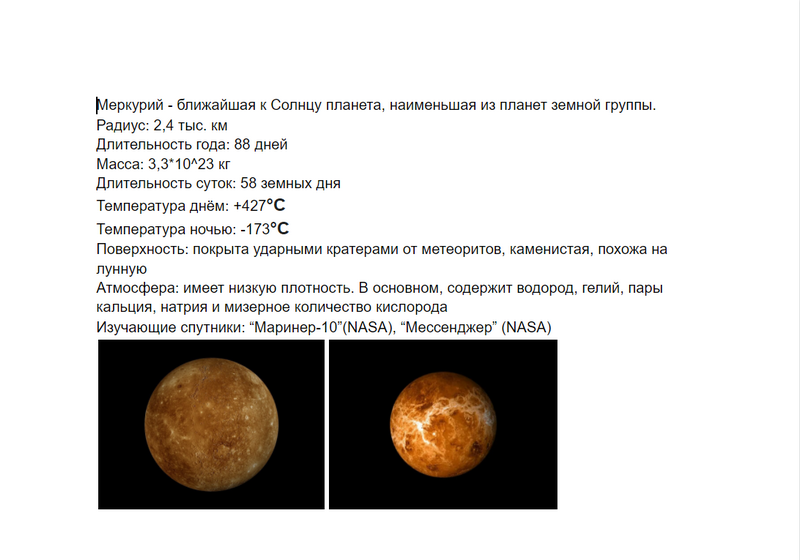 Меркурий - ближайшая к Солнцу планета, наименьшая из планет земной группы.
Радиус: 2,4 тыс. км
Длительность года: 88 дней
Масса: 3,3*10^23 кг
Длительность суток: 58 земных дня
Температура днём: +427°C
Температура ночью: -173°C
Поверхность: покрыта ударными кратерами от метеоритов, каменистая, похожа на
лунную
Атмосфера: имеет низкую плотность. В основном, содержит водород, гелий, пары
кальция, натрия и мизерное количество кислорода
Изучающие спутники: “Маринер-10”(NASA), “Мессенджер” (NASA)